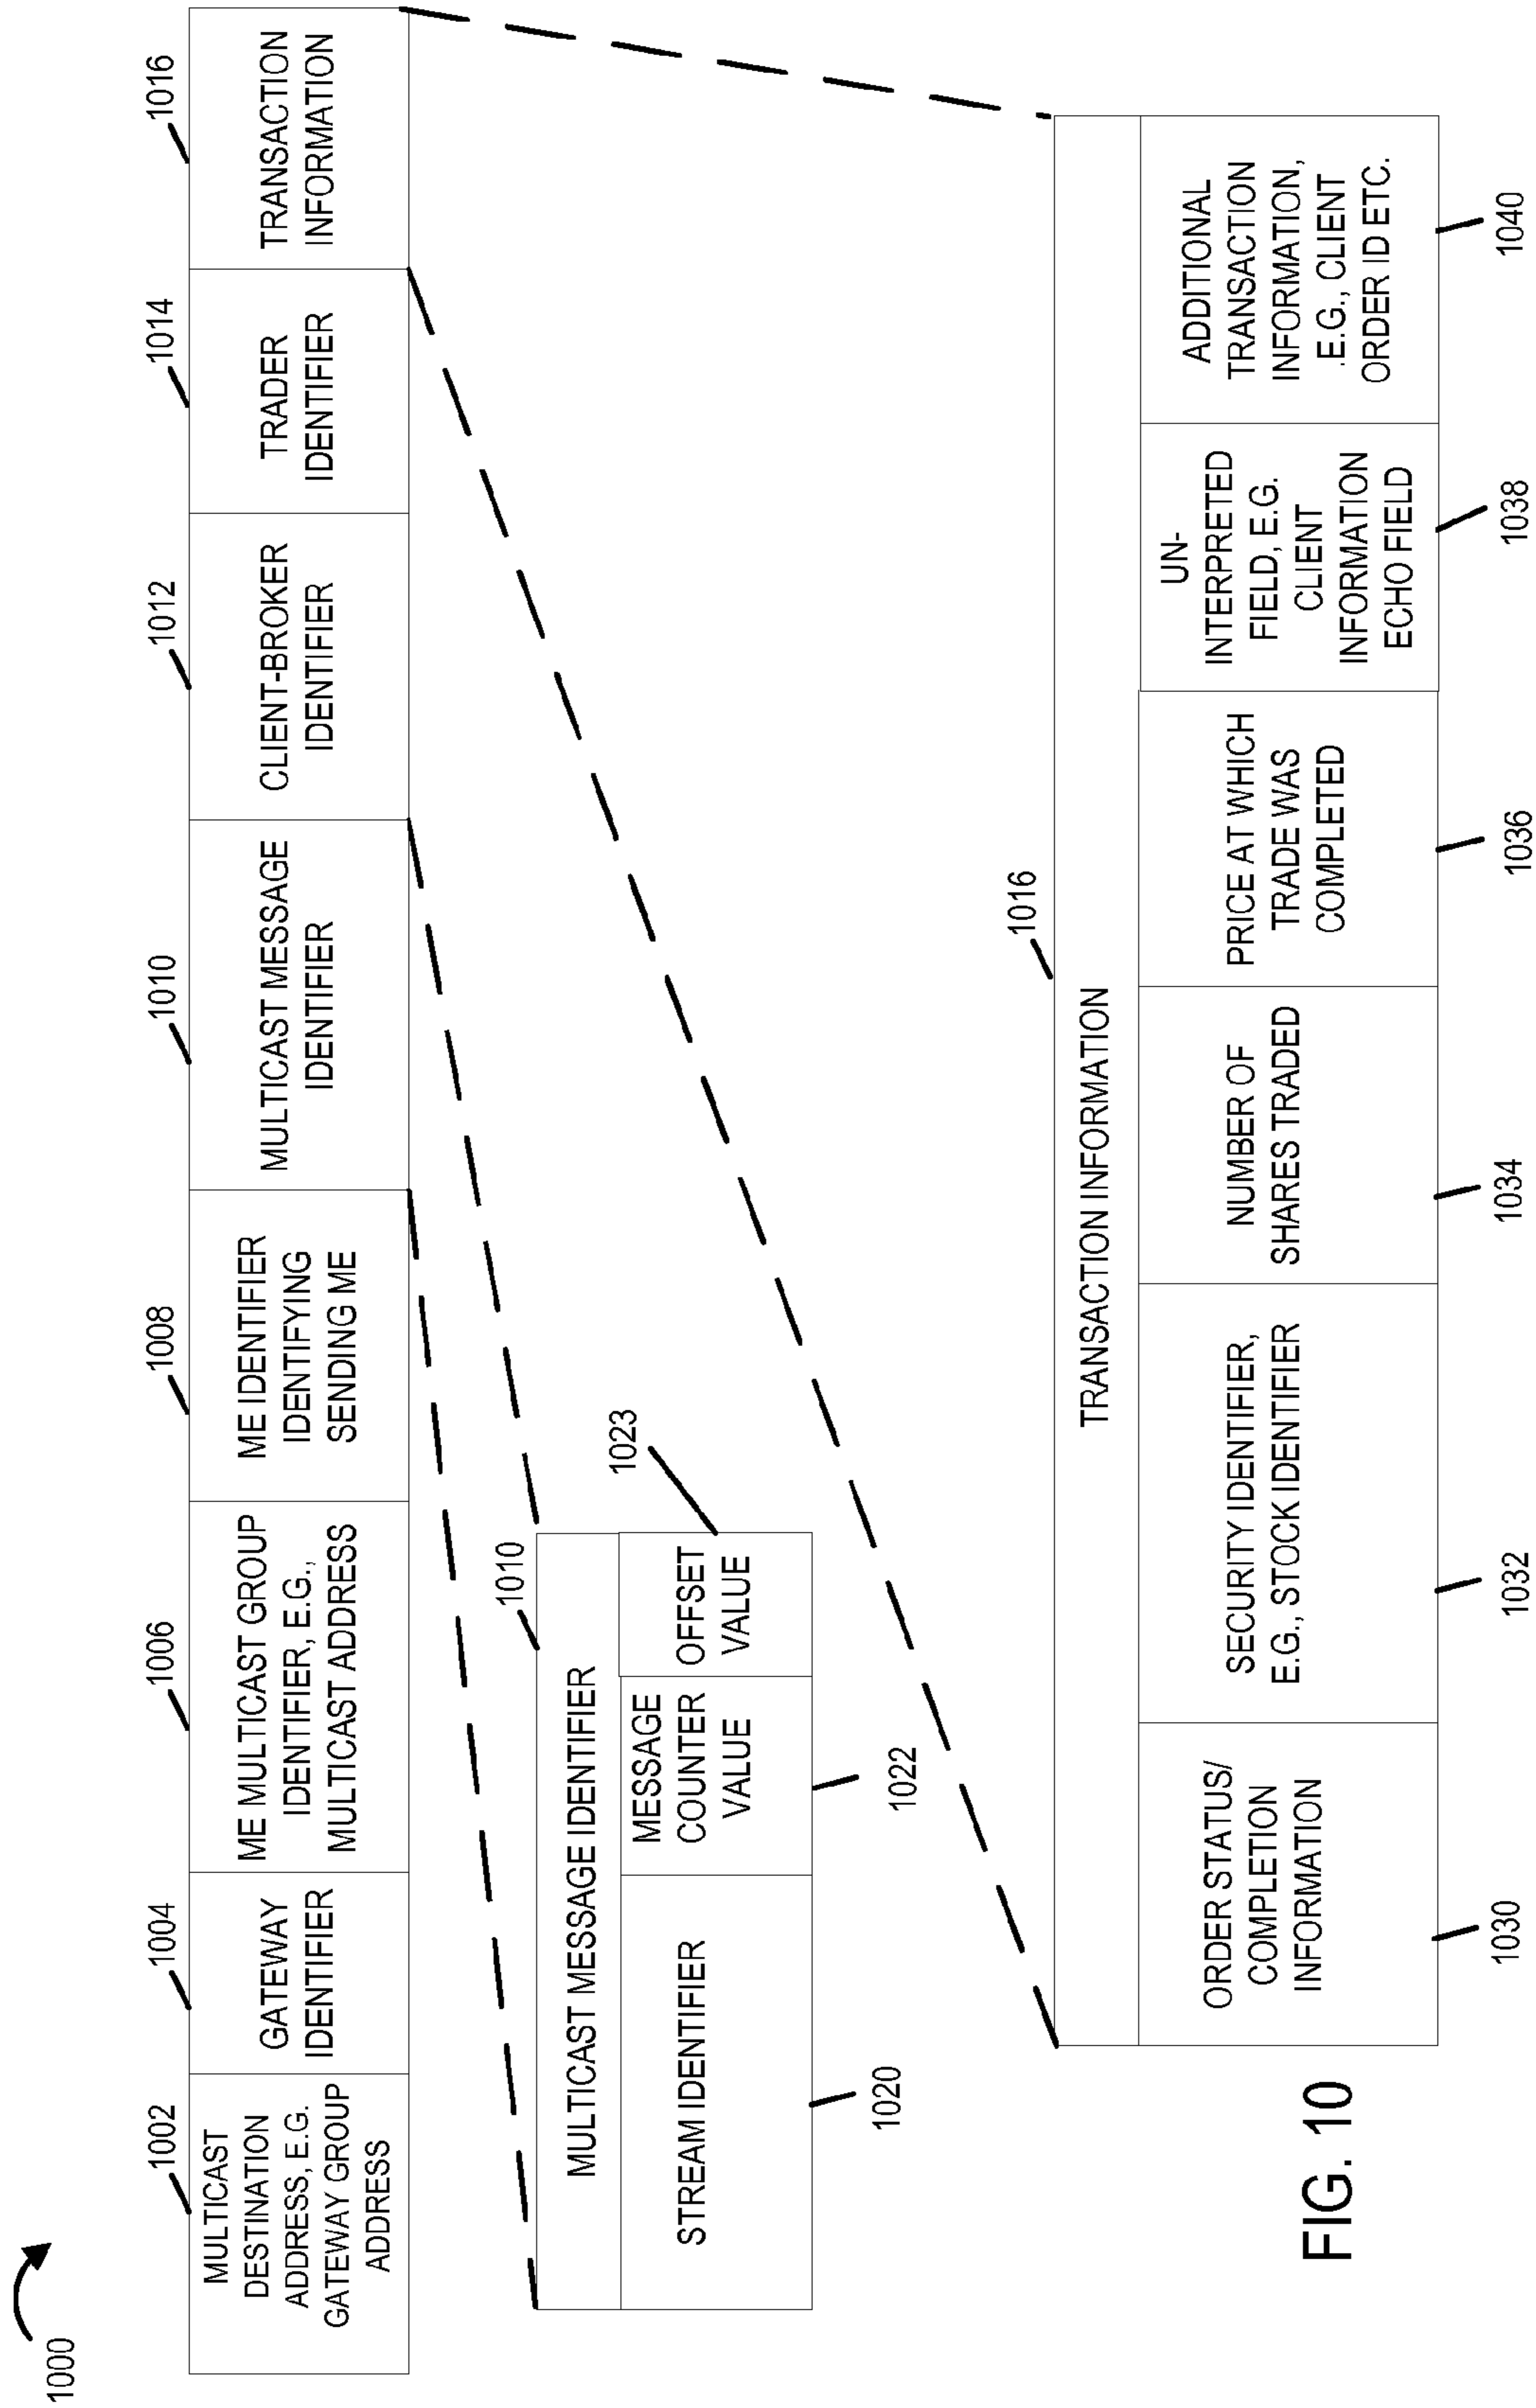 1000
1002
1004
1006
1008
1010
1012
1014
1016
MULTICAST
DESTINATION
ADDRESS, E.G.
GATEWAY GROUP
ADDRESS
GATEWAY
IDENTIFIER
ME MULTICAST GROUP
IDENTIFIER, E.G.,
MULTICAST ADDRESS
ME IDENTIFIER
IDENTIFYING
SENDING ME
MULTICAST MESSAGE
IDENTIFIER
CLIENT-BROKER
IDENTIFIER
TRADER
IDENTIFIER
TRANSACTION
INFORMATION
1010
1023
MULTICAST MESSAGE IDENTIFIER
STREAM IDENTIFIER
MESSAGE
COUNTER
VALUE
OFFSET
VALUE
1020
1022
1016
TRANSACTION INFORMATION
ORDER STATUS/
COMPLETION
INFORMATION
SECURITY IDENTIFIER,
E.G., STOCK IDENTIFIER
NUMBER OF
SHARES TRADED
PRICE AT WHICH
TRADE WAS
COMPLETED
UN-
INTERPRETED
FIELD, E.G.
CLIENT
INFORMATION
ECHO FIELD
ADDITIONAL
TRANSACTION
INFORMATION,
.E.G., CLIENT
ORDER ID ETC.
1030
1032
1034
1036
1038
1040
FIG. 10